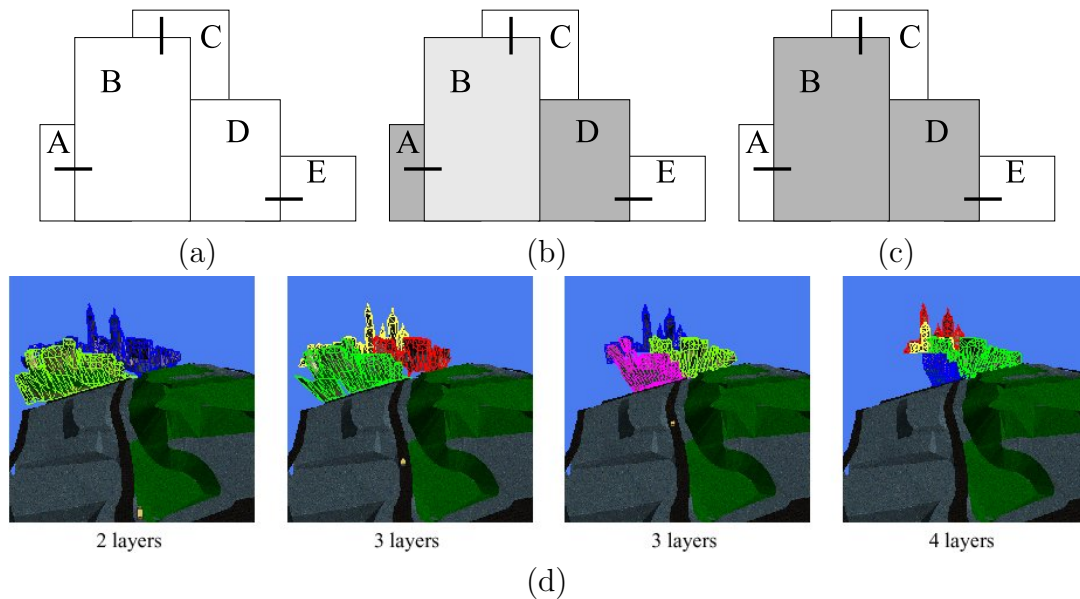 C C C
B B B
D D D
A A A
E E E
(a) (b) (c)
2 layers 3 layers 3 layers 4 layers
(d)